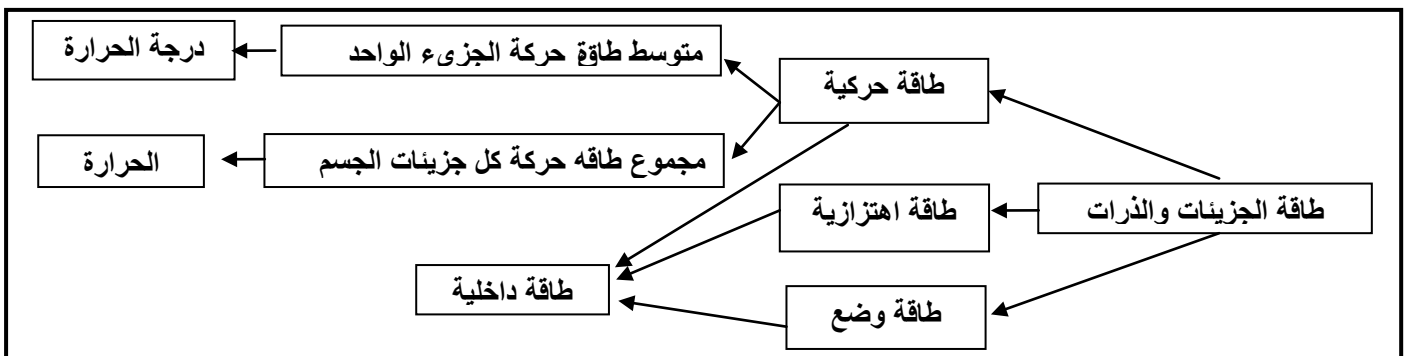 متوسط طاقة حركة الجزىء الواحد
درجة الحرارة
طاقة حركية
مجموع طاقه حركة كل جزيئات الجسم
الحرارة
طاقة الجزيئات والذرات
طاقة اهتزازية
طاقة داخلية
طاقة وضع